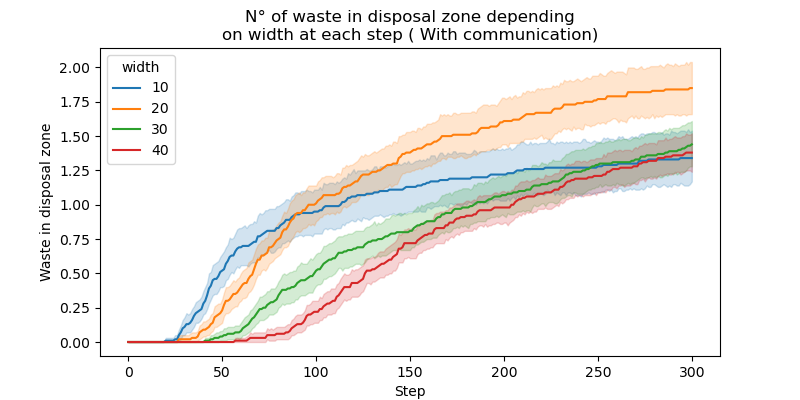 N° of waste in disposal zone depending
on width at each step ( With communication)
width
10
20
30
40
Waste in disposal zone
2.00
1.75
1.50
1.25
1.00
0.75
0.50
0.25
0.00
0 50 100 150 200 250 300
Step